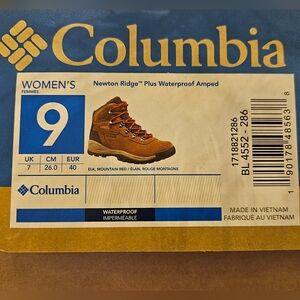 Columbia
WOMEN'S
FEMMES
Newton Ridge™ Plus Waterproof Amped
9
UK CM EUR
7 26.0 40
ELK, MOUNTAIN RED / ÉLAN, ROUGE MONTAGNE
Columbia
WATERPROOF
IMPERMÉABLE
1718821286
BL 4552 - 286
1 90178 48563 8
MADE IN VIETNAM
FABRIQUÉ AU VIETNAM